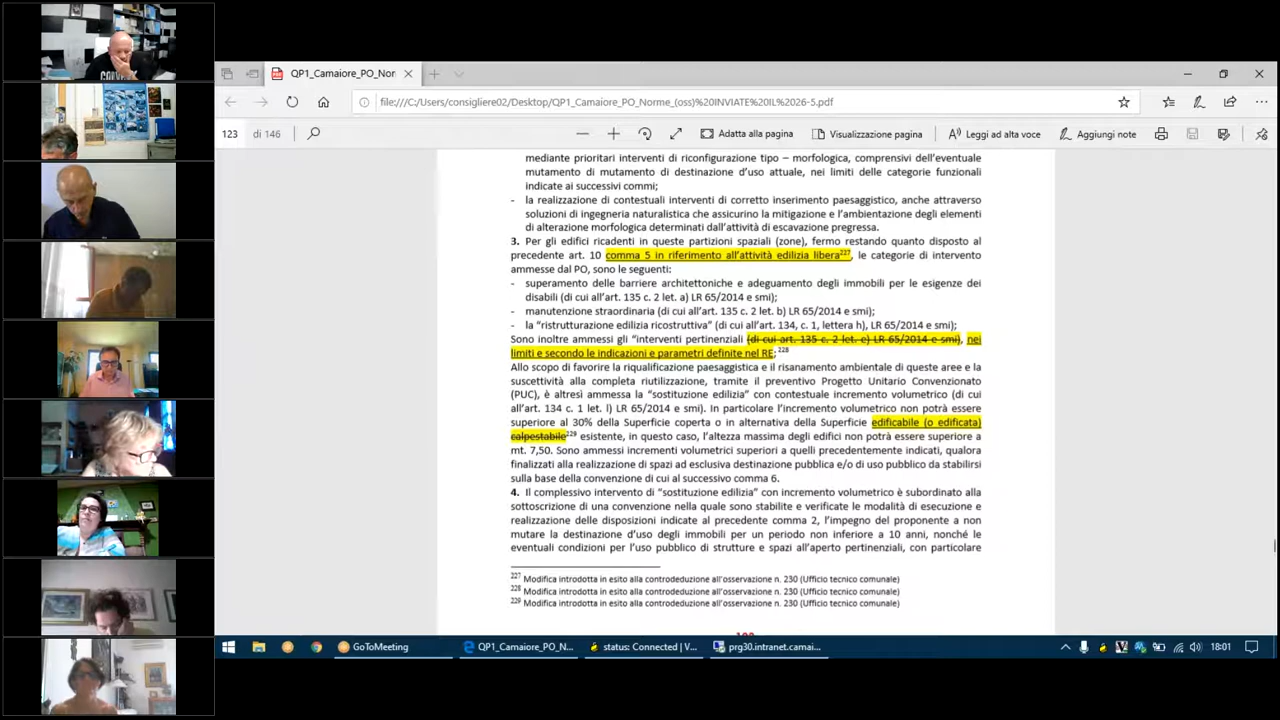 QP1_Camaiore_PO_Nor
file:///C:/Users/consigliere02/Desktop/QP1_Camaiore_PO_Norme_(oss)%20INVIATE%20IL%2026-5.pdf
123 di 146 Adatta alla pagina Visualizzazione pagina Leggi ad alta voce Aggiungi note
mediante prioritari interventi di riconfigurazione tipo – morfologica, comprensivi dell'eventuale
mutamento di mutamento di destinazione d'uso attuale, nei limiti delle categorie funzionali
indicate ai successivi commi;
- la realizzazione di contestuali interventi di corretto inserimento paesaggistico, anche attraverso
soluzioni di ingegneria naturalistica che assicurino la mitigazione e l'ambientazione degli elementi
di alterazione morfologica determinati dall'attività di escavazione pregressa.
3. Per gli edifici ricadenti in queste partizioni spaziali (zone), fermo restando quanto disposto al
precedente art. 10 comma 5 in riferimento all'attività edilizia libera227, le categorie di intervento
ammesse dal PO, sono le seguenti:
- superamento delle barriere architettoniche e adeguamento degli immobili per le esigenze dei
disabili (di cui all'art. 135 c. 2 let. a) LR 65/2014 e smi);
- manutenzione straordinaria (di cui all'art. 135 c. 2 let. b) LR 65/2014 e smi);
- la "ristrutturazione edilizia ricostruttiva" (di cui all'art. 134, c. 1, lettera h), LR 65/2014 e smi);
Sono inoltre ammessi gli "interventi pertinenziali (di cui art. 135 c. 2 let. e) LR 65/2014 e smi), nei
limiti e secondo le indicazioni e parametri definite nel RE; 228
Allo scopo di favorire la riqualificazione paesaggistica e il risanamento ambientale di queste aree e la
suscettività alla completa riutilizzazione, tramite il preventivo Progetto Unitario Convenzionato
(PUC), è altresì ammessa la "sostituzione edilizia" con contestuale incremento volumetrico (di cui
all'art. 134 c. 1 let. l) LR 65/2014 e smi). In particolare l'incremento volumetrico non potrà essere
superiore al 30% della Superficie coperta o in alternativa della Superficie edificabile (o edificata)
calpestabile229 esistente, in questo caso, l'altezza massima degli edifici non potrà essere superiore a
mt. 7,50. Sono ammessi incrementi volumetrici superiori a quelli precedentemente indicati, qualora
finalizzati alla realizzazione di spazi ad esclusiva destinazione pubblica e/o di uso pubblico da stabilirsi
sulla base della convenzione di cui al successivo comma 6.
4. Il complessivo intervento di "sostituzione edilizia" con incremento volumetrico è subordinato alla
sottoscrizione di una convenzione nella quale sono stabilite e verificate le modalità di esecuzione e
realizzazione delle disposizioni indicate al precedente comma 2, l'impegno del proponente a non
mutare la destinazione d'uso degli immobili per un periodo non inferiore a 10 anni, nonché le
eventuali condizioni per l'uso pubblico di strutture e spazi all'aperto pertinenziali, con particolare
227 Modifica introdotta in esito alla controdeduzione all'osservazione n. 230 (Ufficio tecnico comunale)
228 Modifica introdotta in esito alla controdeduzione all'osservazione n. 230 (Ufficio tecnico comunale)
229 Modifica introdotta in esito alla controdeduzione all'osservazione n. 230 (Ufficio tecnico comunale)
GoToMeeting QP1_Camaiore_PO_N... status: Connected | V... prg30.intranet.camai... 18:01